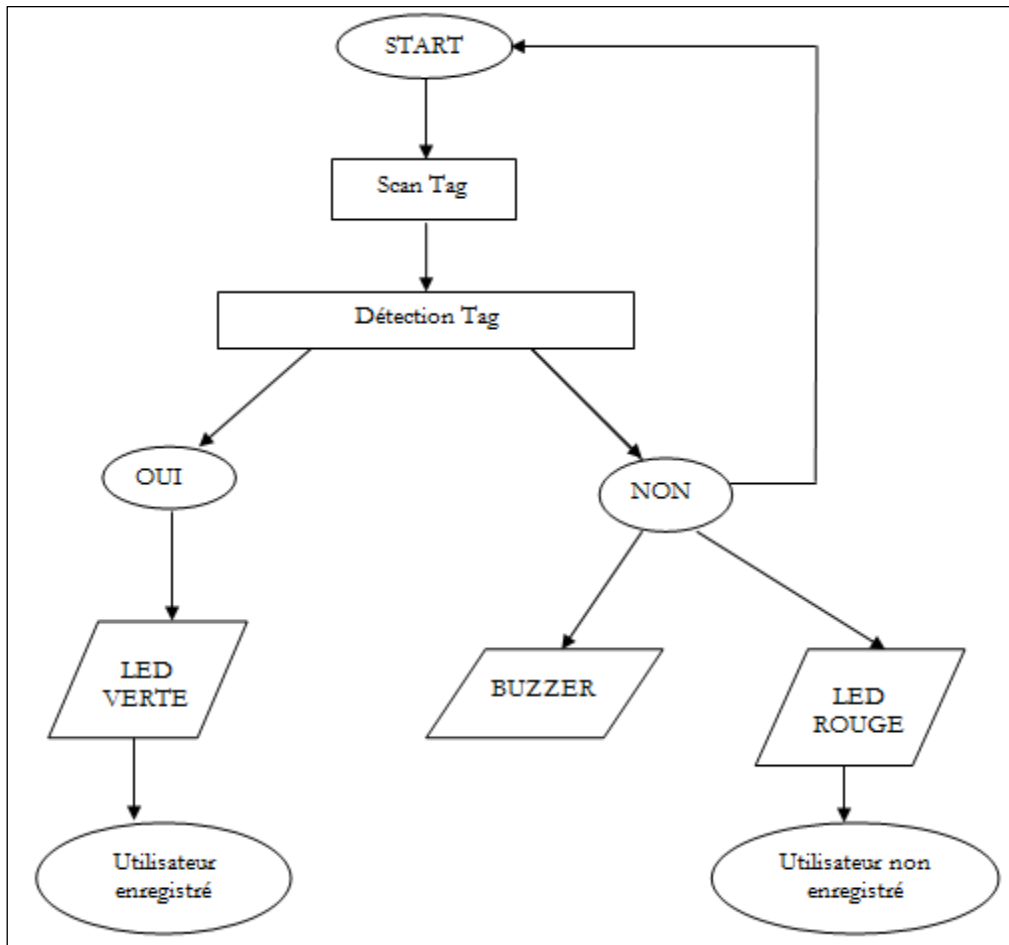 START
Scan Tag
Détection Tag
OUI
NON
LED
VERTE
BUZZER
LED
ROUGE
Utilisateur
enregistré
Utilisateur non
enregistré